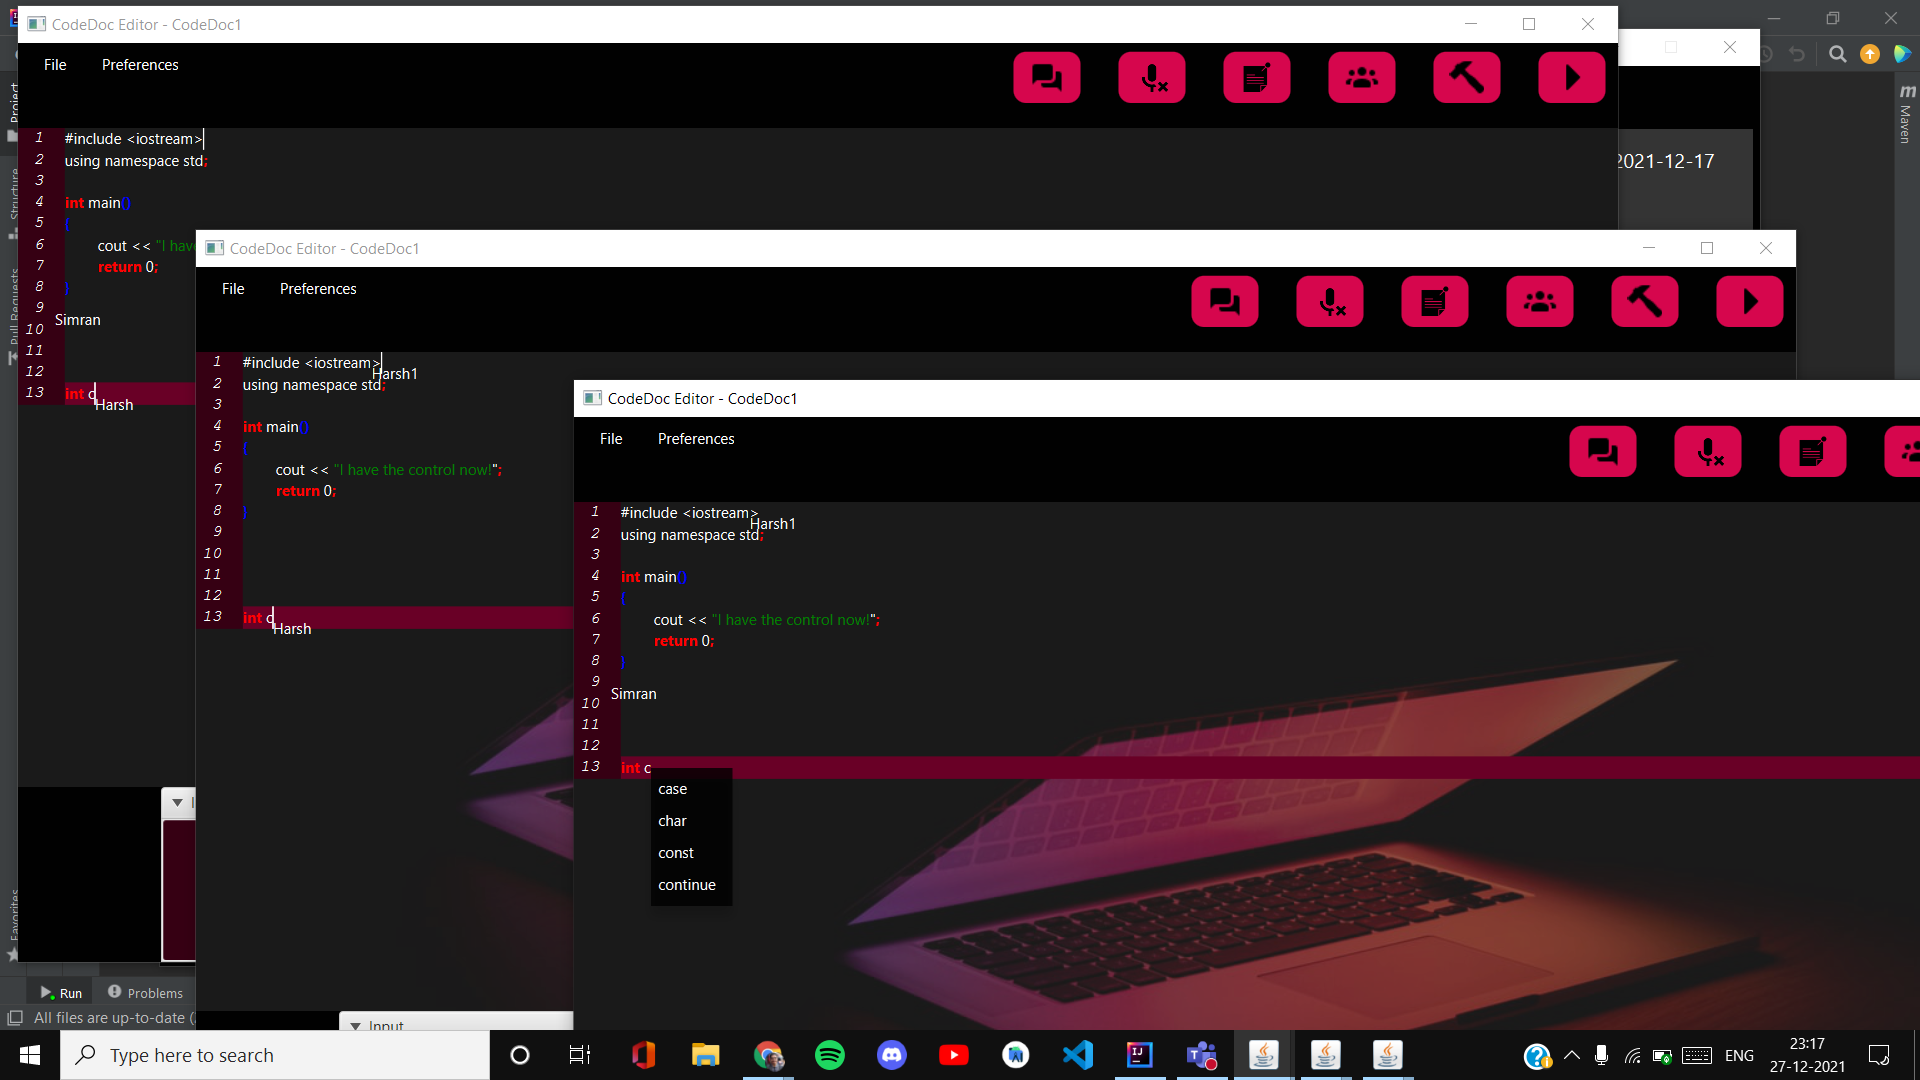 CodeDoc Editor - CodeDoc1
File Preferences
1 #include <iostream>
2 using namespace std;
3
4 int main()
5 {
6 cout << "I hav
7 return 0;
8 }
9
Simran
10
11
12
13 int c
Harsh
2021-12-17
Project
Structure
Pull Requests
Favorites
m Maven
CodeDoc Editor - CodeDoc1
File Preferences
1 #include <iostream>
Harsh1
2 using namespace std;
3
4 int main()
5 {
6 cout << "I have the control now!";
7 return 0;
8 }
9
10
11
12
13 int c
Harsh
Input
CodeDoc Editor - CodeDoc1
File Preferences
1 #include <iostream>
Harsh1
2 using namespace std;
3
4 int main()
5 {
6 cout << "I have the control now!";
7 return 0;
8 }
9
Simran
10
11
12
13 int c
case
char
const
continue
Run Problems
All files are up-to-date (
Type here to search
ENG
23:17
27-12-2021